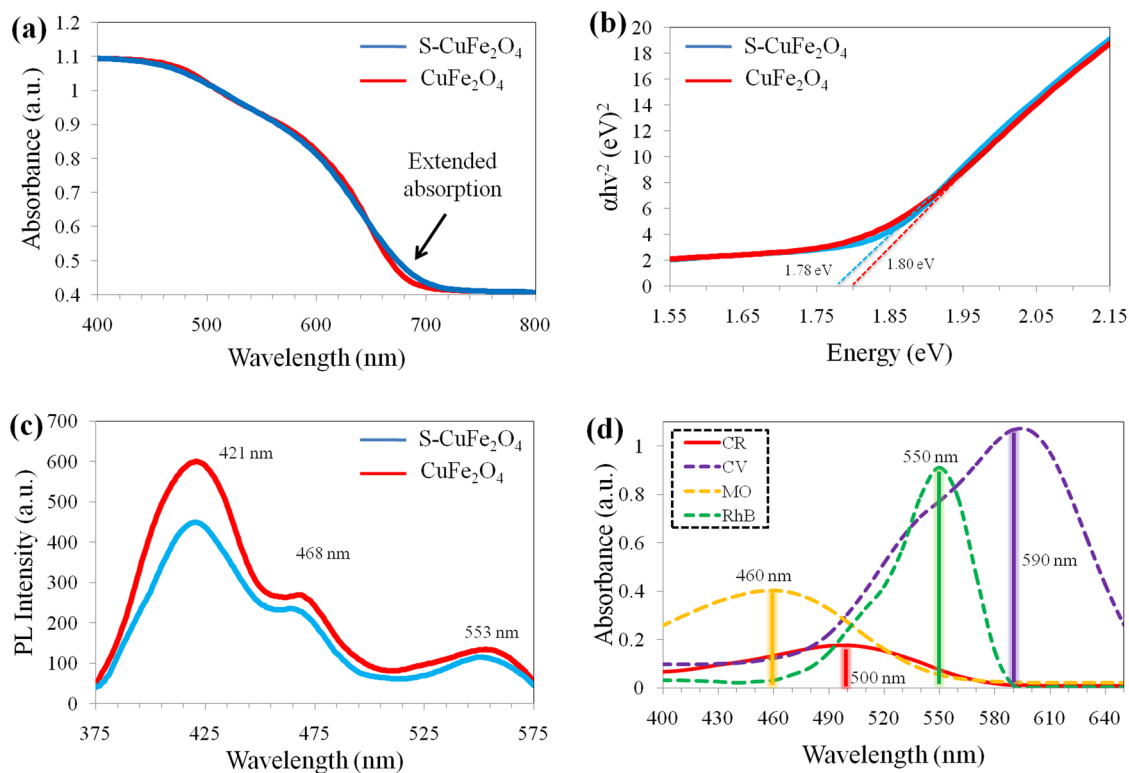 (a)
S-CuFe₂O₄
CuFe₂O₄
Extended
absorption
Absorbance (a.u.)
1.2
1.1
1
0.9
0.8
0.7
0.6
0.5
0.4
400 500 600 700 800
Wavelength (nm)
(b)
S-CuFe₂O₄
CuFe₂O₄
αhν² (eV)²
20
18
16
14
12
10
8
6
4
2
0
1.78 eV
1.80 eV
1.55 1.65 1.75 1.85 1.95 2.05 2.15
Energy (eV)
(c)
S-CuFe₂O₄
CuFe₂O₄
421 nm
468 nm
553 nm
PL Intensity (a.u.)
700
600
500
400
300
200
100
0
375 425 475 525 575
Wavelength (nm)
(d)
CR
CV
MO
RhB
550 nm
590 nm
460 nm
500 nm
Absorbance (a.u.)
1
0.8
0.6
0.4
0.2
0
400 430 460 490 520 550 580 610 640
Wavelength (nm)